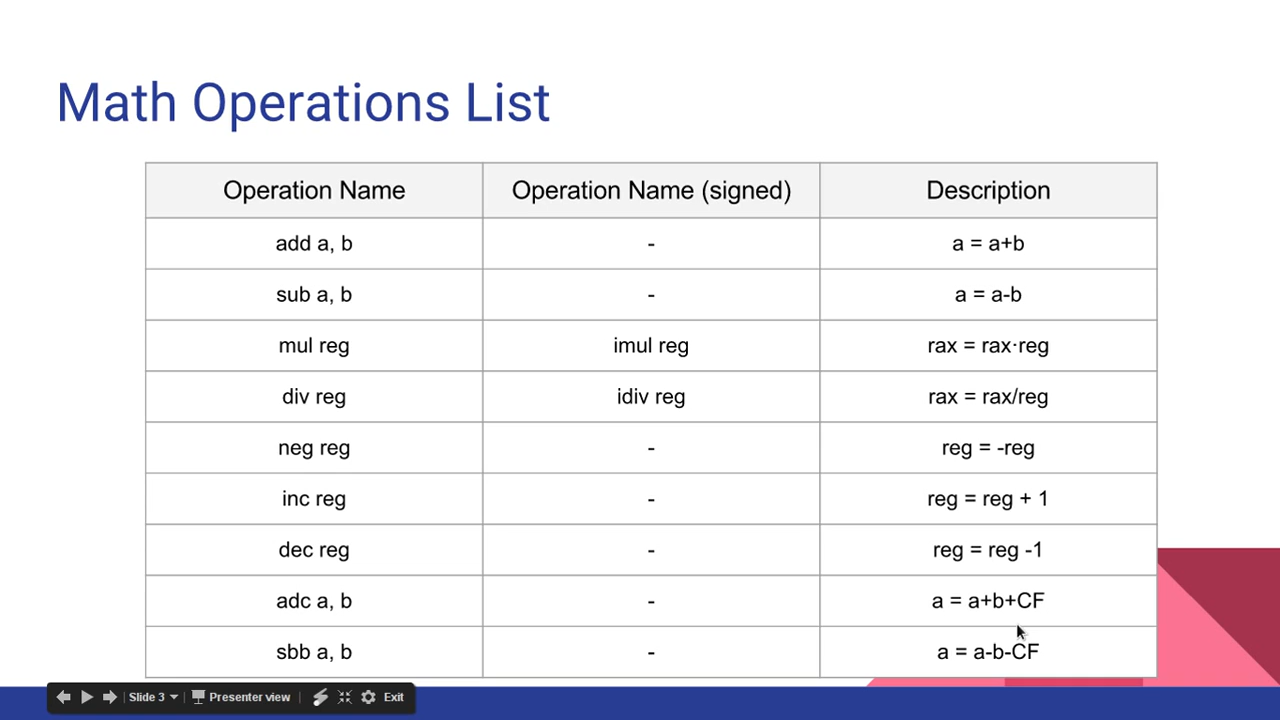 Math Operations List
Operation Name Operation Name (signed) Description
add a, b - a = a+b
sub a, b - a = a-b
mul reg imul reg rax = rax·reg
div reg idiv reg rax = rax/reg
neg reg - reg = -reg
inc reg - reg = reg + 1
dec reg - reg = reg -1
adc a, b - a = a+b+CF
sbb a, b - a = a-b-CF
Slide 3 Presenter view Exit